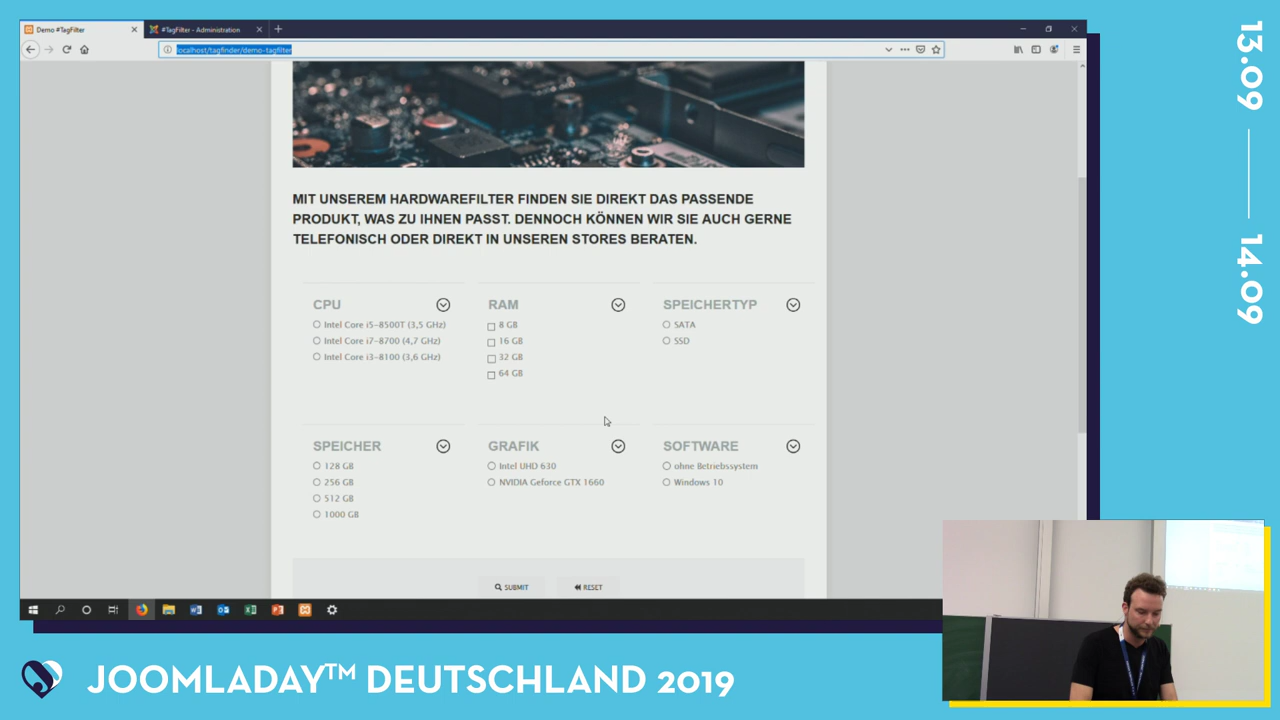 Demo #TagFilter
#TagFilter - Administration
localhost/tagfinder/demo-tagfilter
MIT UNSEREM HARDWAREFILTER FINDEN SIE DIREKT DAS PASSENDE
PRODUKT, WAS ZU IHNEN PASST. DENNOCH KÖNNEN WIR SIE AUCH GERNE
TELEFONISCH ODER DIREKT IN UNSEREN STORES BERATEN.
CPU
Intel Core i5-8500T (3,5 GHz)
Intel Core i7-8700 (4,7 GHz)
Intel Core i3-8100 (3,6 GHz)
RAM
8 GB
16 GB
32 GB
64 GB
SPEICHERTYP
SATA
SSD
SPEICHER
128 GB
256 GB
512 GB
1000 GB
GRAFIK
Intel UHD 630
NVIDIA Geforce GTX 1660
SOFTWARE
ohne Betriebssystem
Windows 10
SUBMIT
RESET
13.09 — 14.09
JOOMLADAY™ DEUTSCHLAND 2019